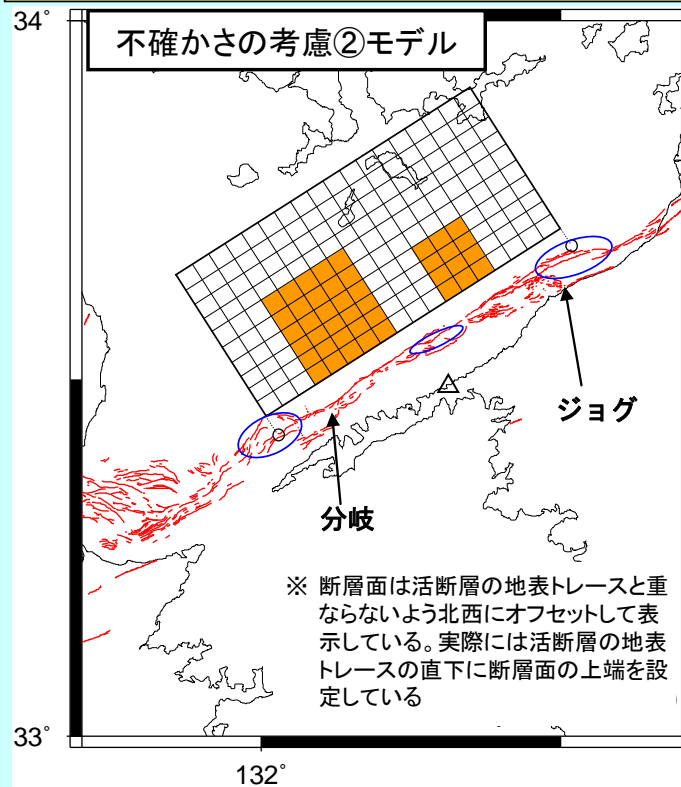 34°
不確かさの考慮②モデル
ジョグ
分岐
※ 断層面は活断層の地表トレースと重
ならないよう北西にオフセットして表
示している。実際には活断層の地表
トレースの直下に断層面の上端を設
定している
33°
132°